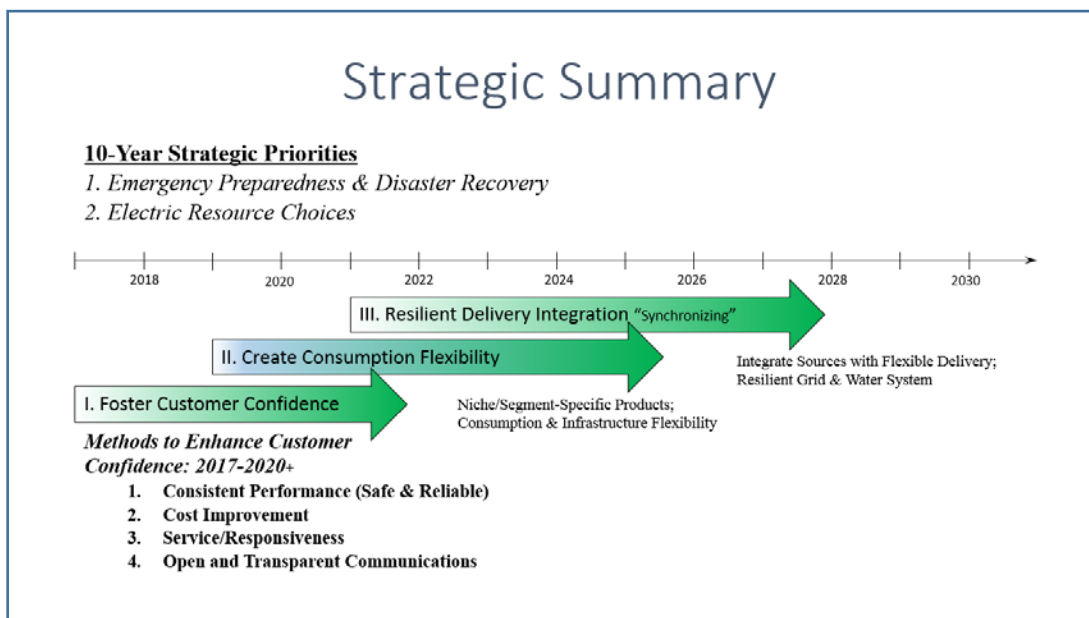 Strategic Summary
10-Year Strategic Priorities
1. Emergency Preparedness & Disaster Recovery
2. Electric Resource Choices
2018 2020 2022 2024 2026 2028 2030
III. Resilient Delivery Integration “Synchronizing”
II. Create Consumption Flexibility
Integrate Sources with Flexible Delivery;
Resilient Grid & Water System
I. Foster Customer Confidence
Niche/Segment-Specific Products;
Consumption & Infrastructure Flexibility
Methods to Enhance Customer
Confidence: 2017-2020+
1. Consistent Performance (Safe & Reliable)
2. Cost Improvement
3. Service/Responsiveness
4. Open and Transparent Communications